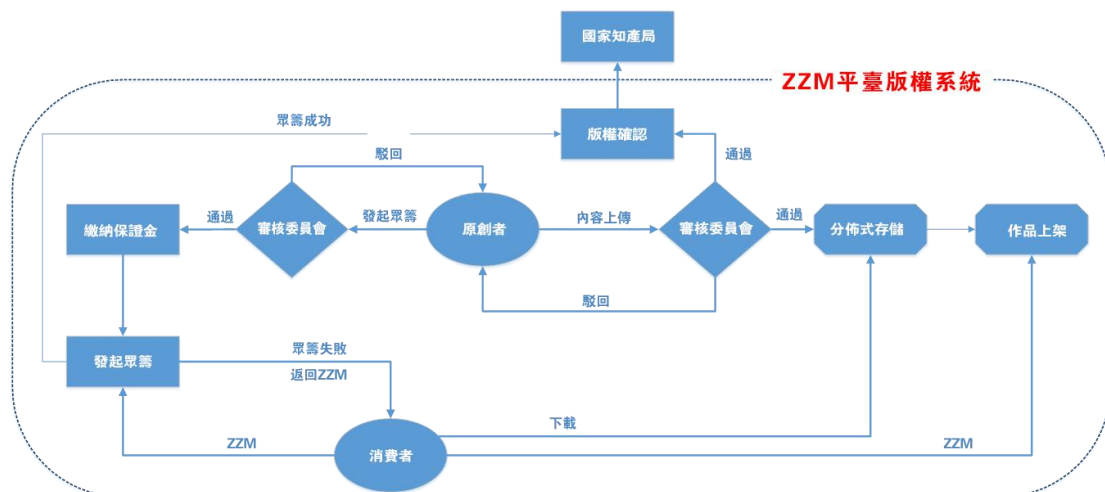 國家知產局
ZZM平臺版權系統
眾籌成功
版權確認
通過
駁回
繳納保證金
通過
審核委員會
發起眾籌
原創者
內容上傳
審核委員會
通過
分佈式存儲
作品上架
駁回
發起眾籌
眾籌失敗
返回ZZM
下載
ZZM
消費者
ZZM